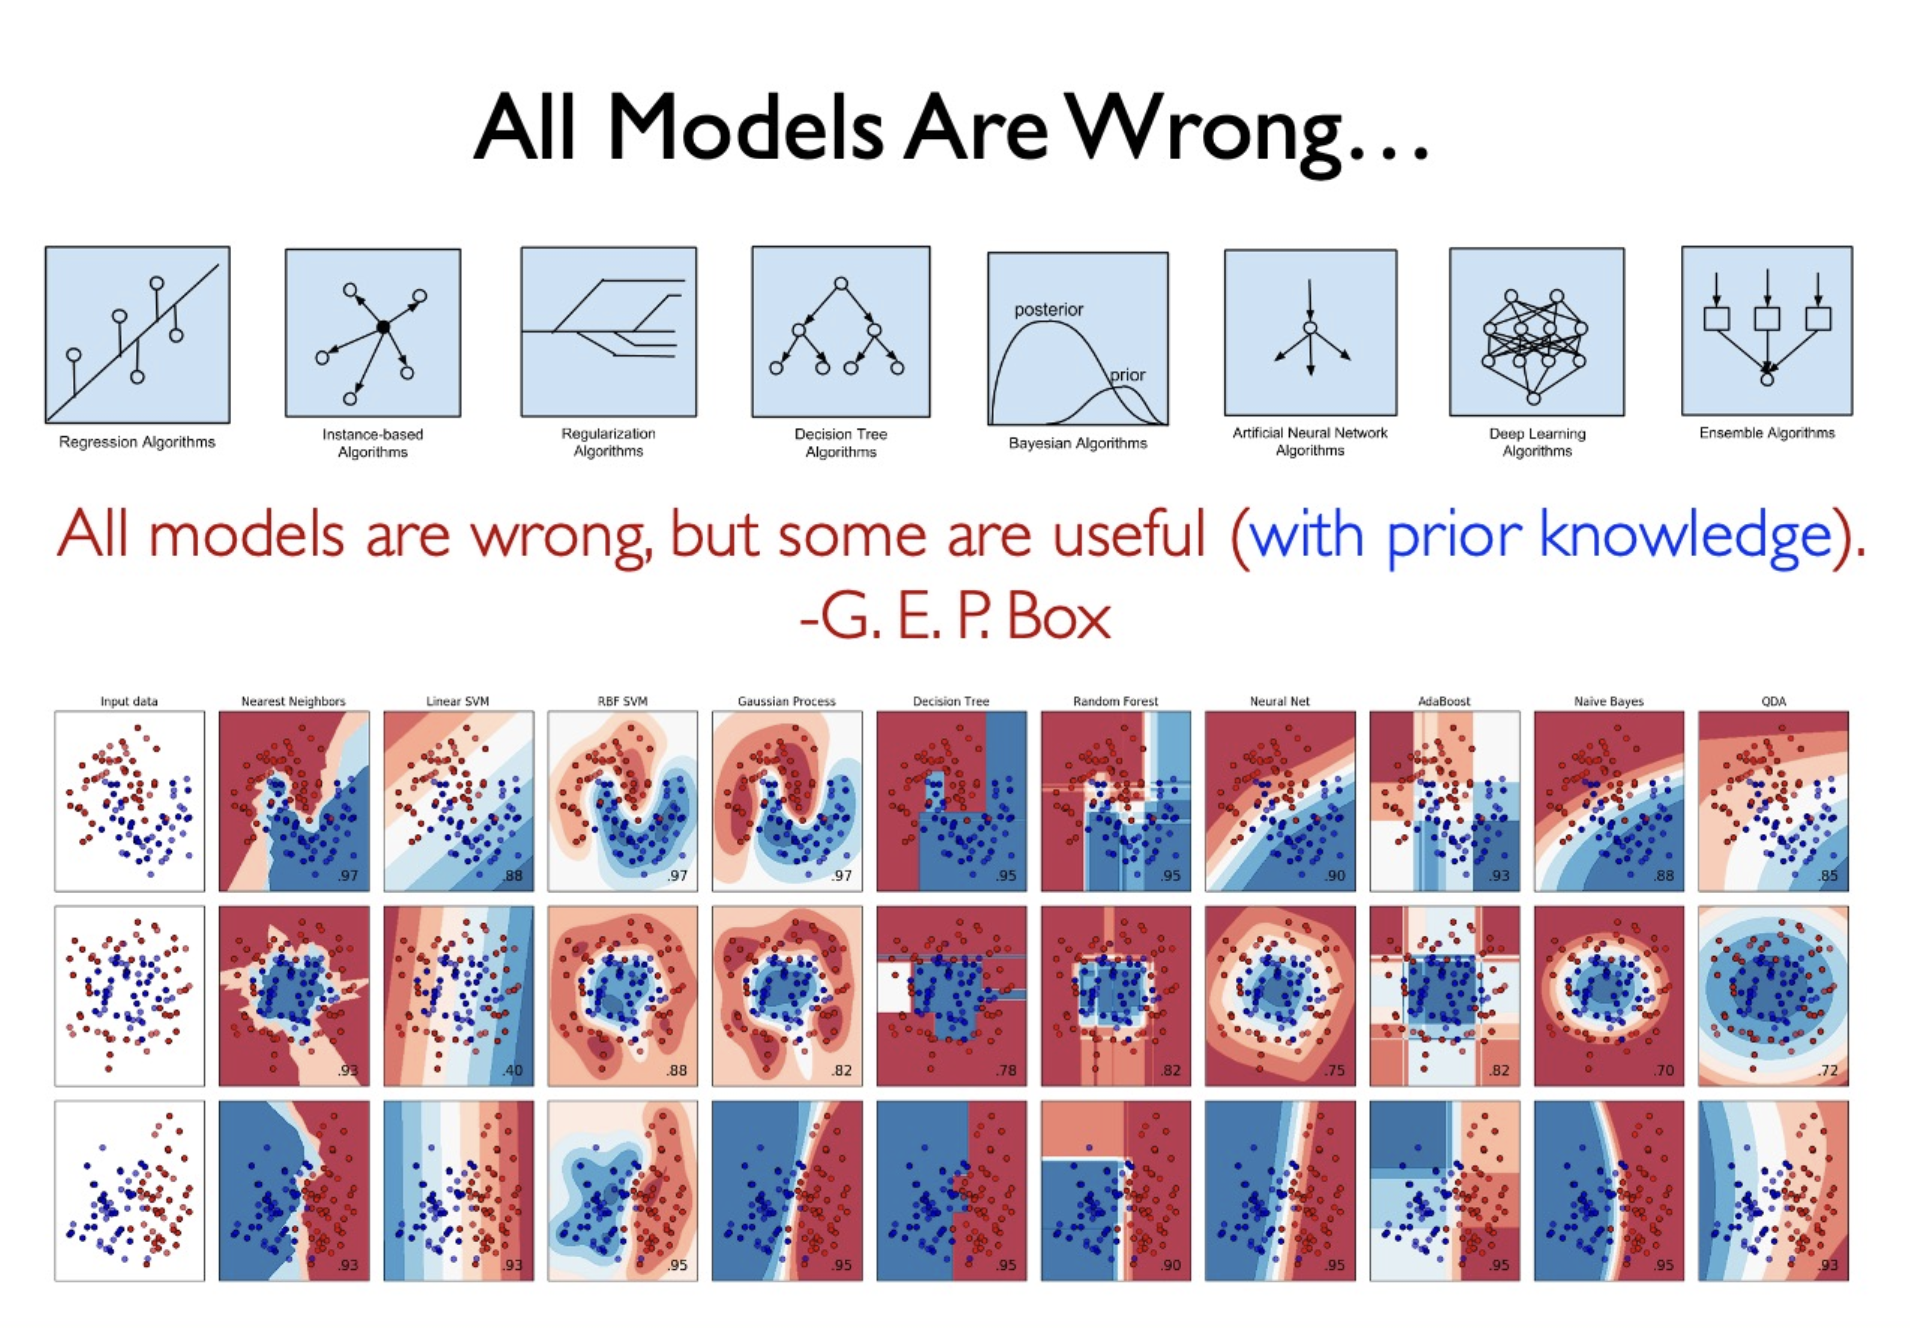 All Models Are Wrong...
posterior
prior
Regression Algorithms
Instance-based
Algorithms
Regularization
Algorithms
Decision Tree
Algorithms
Bayesian Algorithms
Artificial Neural Network
Algorithms
Deep Learning
Algorithms
Ensemble Algorithms
All models are wrong, but some are useful (with prior knowledge).
-G. E. P. Box
Input data Nearest Neighbors Linear SVM RBF SVM Gaussian Process Decision Tree Random Forest Neural Net AdaBoost Naive Bayes QDA
.97 .88 .97 .97 .95 .95 .90 .93 .88 .85
.93 .40 .88 .82 .78 .82 .75 .82 .70 .72
.93 .93 .95 .95 .95 .90 .95 .95 .95 .93